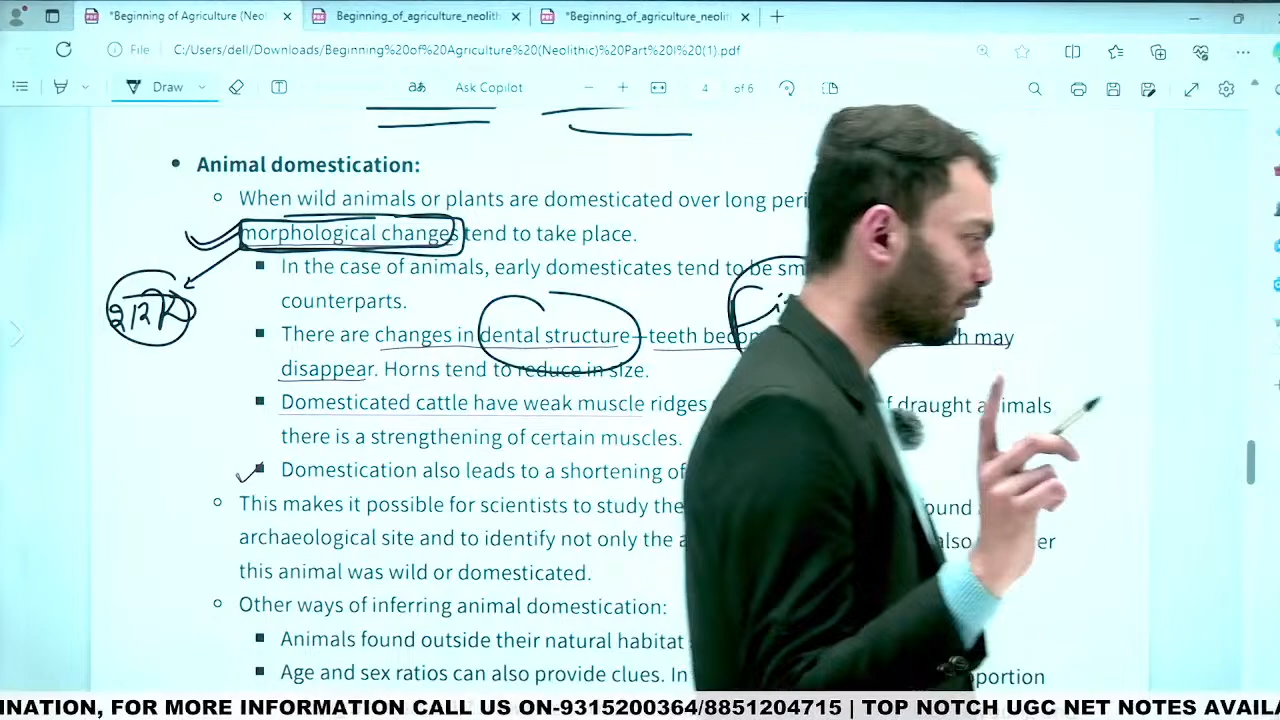 *Beginning of Agriculture (Neol
Beginning_of_agriculture_neolith
*Beginning_of_agriculture_neolit
File
C:/Users/dell/Downloads/Beginning%20of%20Agriculture%20(Neolithic)%20Part%20I%20(1).pdf
Draw
aあ
Ask Copilot
4 of 6
Animal domestication:
When wild animals or plants are domesticated over long peri
morphological changes tend to take place.
In the case of animals, early domesticates tend to be sm
counterparts.
There are changes in dental structure—teeth becom th may
disappear. Horns tend to reduce in size.
Domesticated cattle have weak muscle ridges f draught animals
there is a strengthening of certain muscles.
Domestication also leads to a shortening of
This makes it possible for scientists to study the ound
archaeological site and to identify not only the a also er
this animal was wild or domesticated.
Other ways of inferring animal domestication:
Animals found outside their natural habitat
Age and sex ratios can also provide clues. In oportion
INATION, FOR MORE INFORMATION CALL US ON-9315200364/8851204715 | TOP NOTCH UGC NET NOTES AVAILA